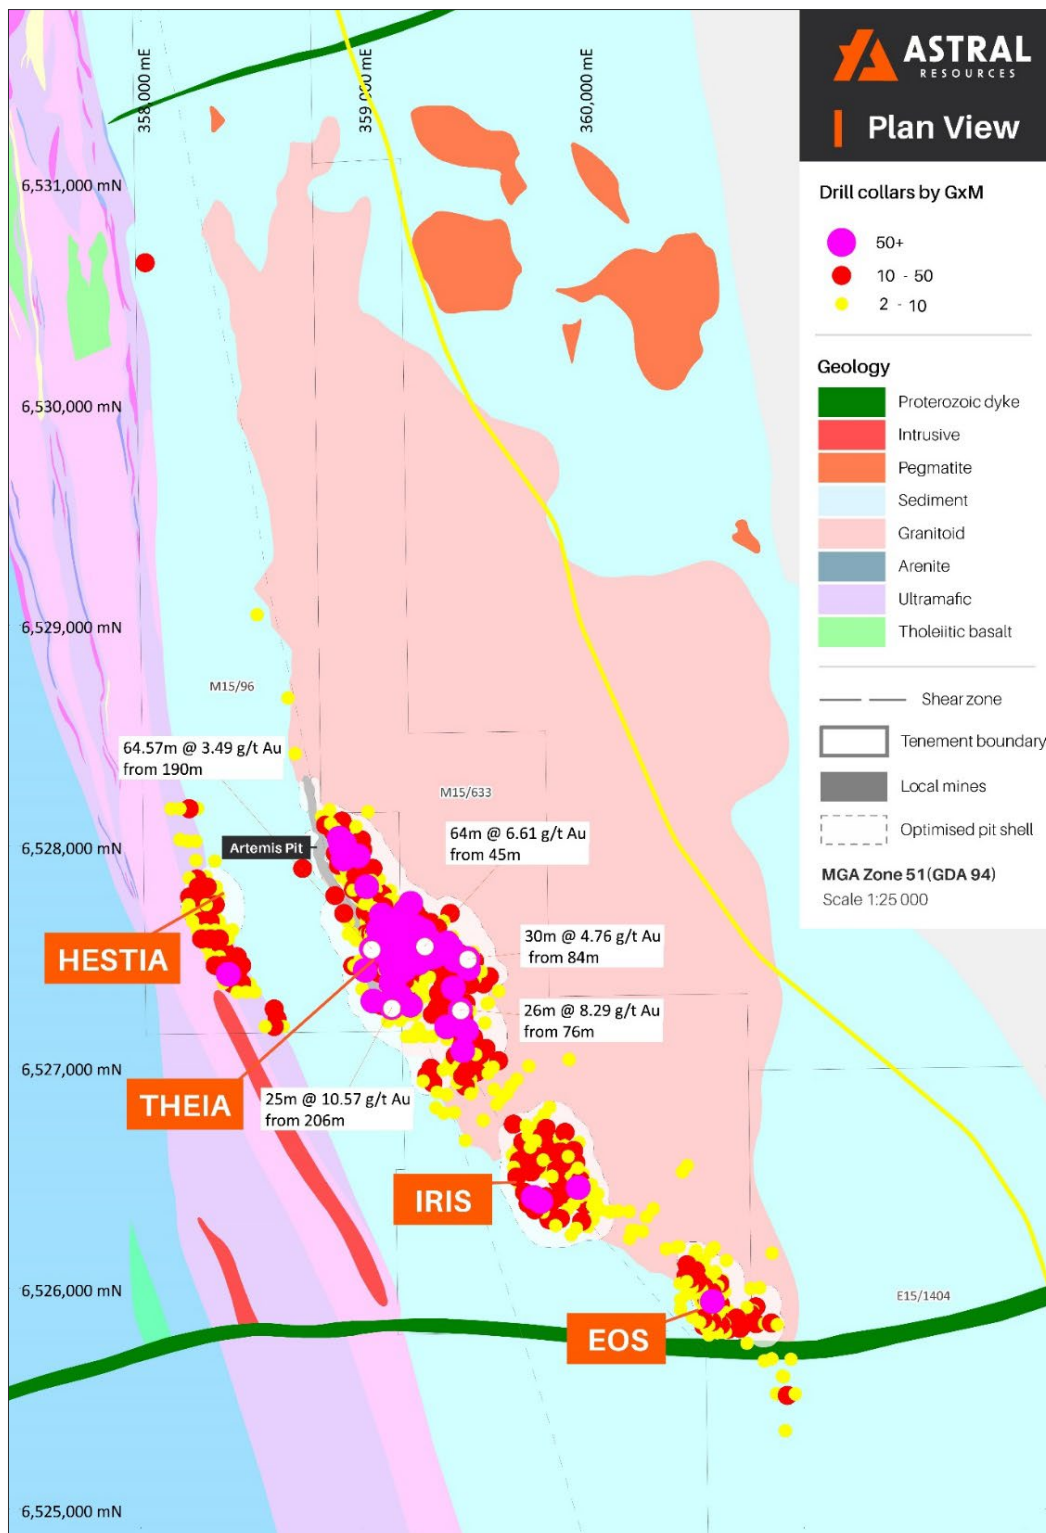 ASTRAL
RESOURCES
Plan View
358,000 mE
359,000 mE
360,000 mE
6,531,000 mN
6,530,000 mN
6,529,000 mN
6,528,000 mN
6,527,000 mN
6,526,000 mN
6,525,000 mN
Drill collars by GxM
50+
10 - 50
2 - 10
Geology
Proterozoic dyke
Intrusive
Pegmatite
Sediment
Granitoid
Arenite
Ultramafic
Tholeiitic basalt
Shear zone
Tenement boundary
Local mines
Optimised pit shell
MGA Zone 51(GDA 94)
Scale 1:25 000
M15/96
64.57m @ 3.49 g/t Au
from 190m
M15/633
Artemis Pit
64m @ 6.61 g/t Au
from 45m
HESTIA
30m @ 4.76 g/t Au
from 84m
26m @ 8.29 g/t Au
from 76m
THEIA
25m @ 10.57 g/t Au
from 206m
IRIS
E15/1404
EOS